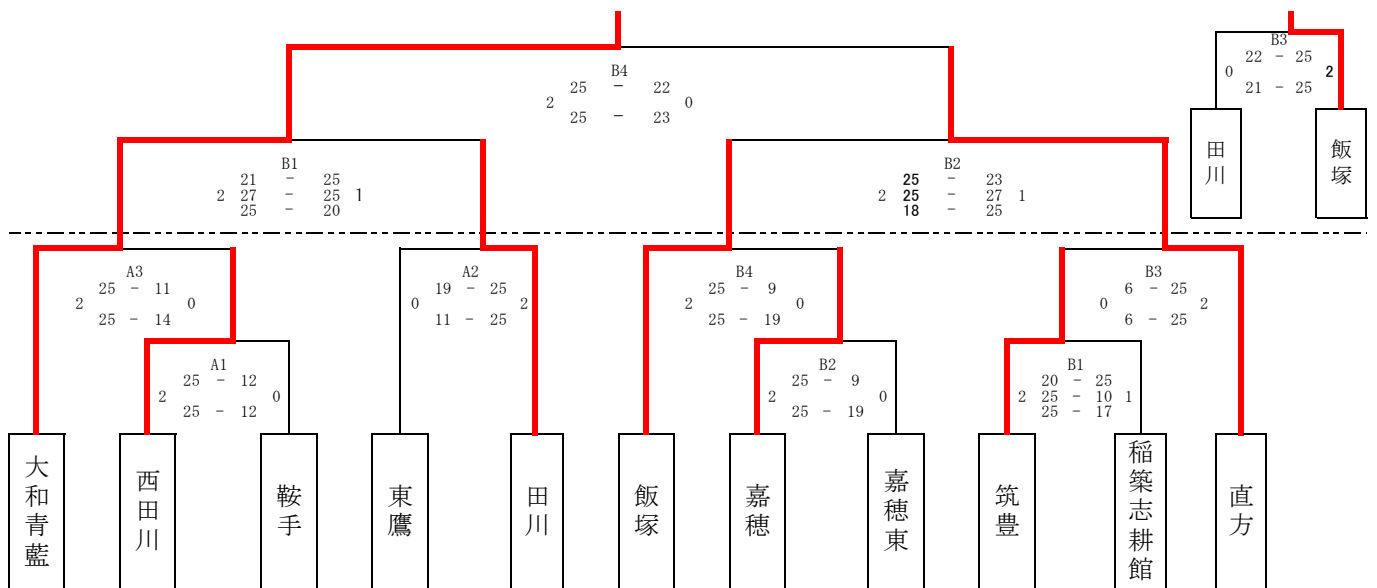 B3
22 - 25
0 2
21 - 25
田川 飯塚
B4
25 - 22
2 0
25 - 23
B1
21 - 25
2 27 - 25 1
25 - 20
B2
25 - 23
2 25 - 27 1
18 - 25
A3
25 - 11
2 0
25 - 14
A2
19 - 25
0 2
11 - 25
B4
25 - 9
2 0
25 - 19
B3
6 - 25
0 2
6 - 25
A1
25 - 12
2 0
25 - 12
B2
25 - 9
2 0
25 - 19
B1
20 - 25
2 25 - 10 1
25 - 17
大和青藍
西田川
鞍手
東鷹
田川
飯塚
嘉穂
嘉穂東
筑豊
稲築志耕館
直方